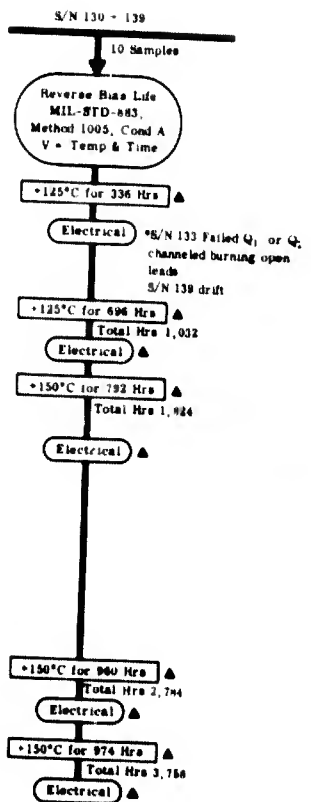 S/N 130 - 139
10 Samples
Reverse Bias Life
MIL-STD-883,
Method 1005, Cond A
V = Temp & Time
+125°C for 336 Hrs ▲
Electrical ▲
*S/N 133 Failed Q1 or Q2
channeled burning open
leads
S/N 139 drift
+125°C for 696 Hrs ▲
Total Hrs 1,032
Electrical ▲
+150°C for 792 Hrs ▲
Total Hrs 1,824
Electrical ▲
+150°C for 960 Hrs ▲
Total Hrs 2,784
Electrical ▲
+150°C for 974 Hrs ▲
Total Hrs 3,758
Electrical ▲